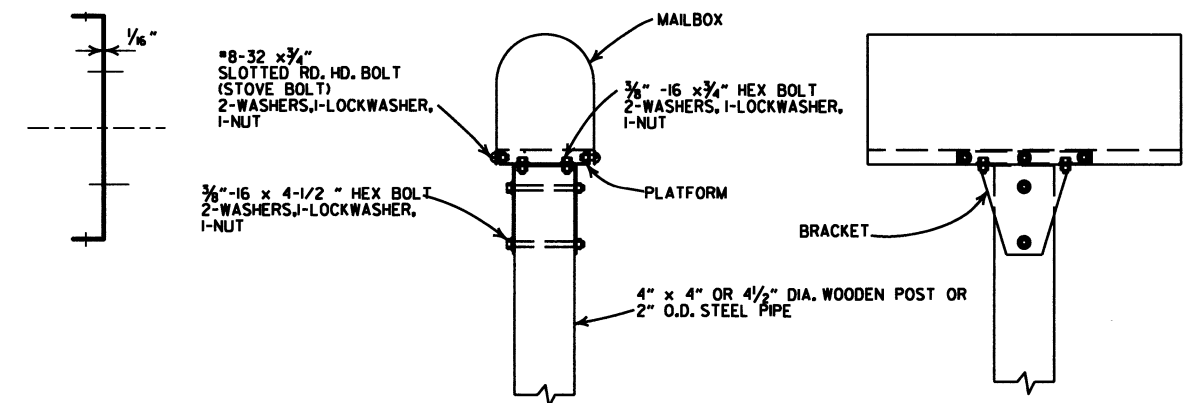 1/16"
#8-32 x3/4"
SLOTTED RD. HD. BOLT
(STOVE BOLT)
2-WASHERS,1-LOCKWASHER,
1-NUT
MAILBOX
3/8" -16 x3/4" HEX BOLT
2-WASHERS,1-LOCKWASHER,
1-NUT
3/8"-16 x 4-1/2 " HEX BOLT
2-WASHERS,1-LOCKWASHER,
1-NUT
PLATFORM
BRACKET
4" x 4" OR 4 1/2" DIA. WOODEN POST OR
2" O.D. STEEL PIPE